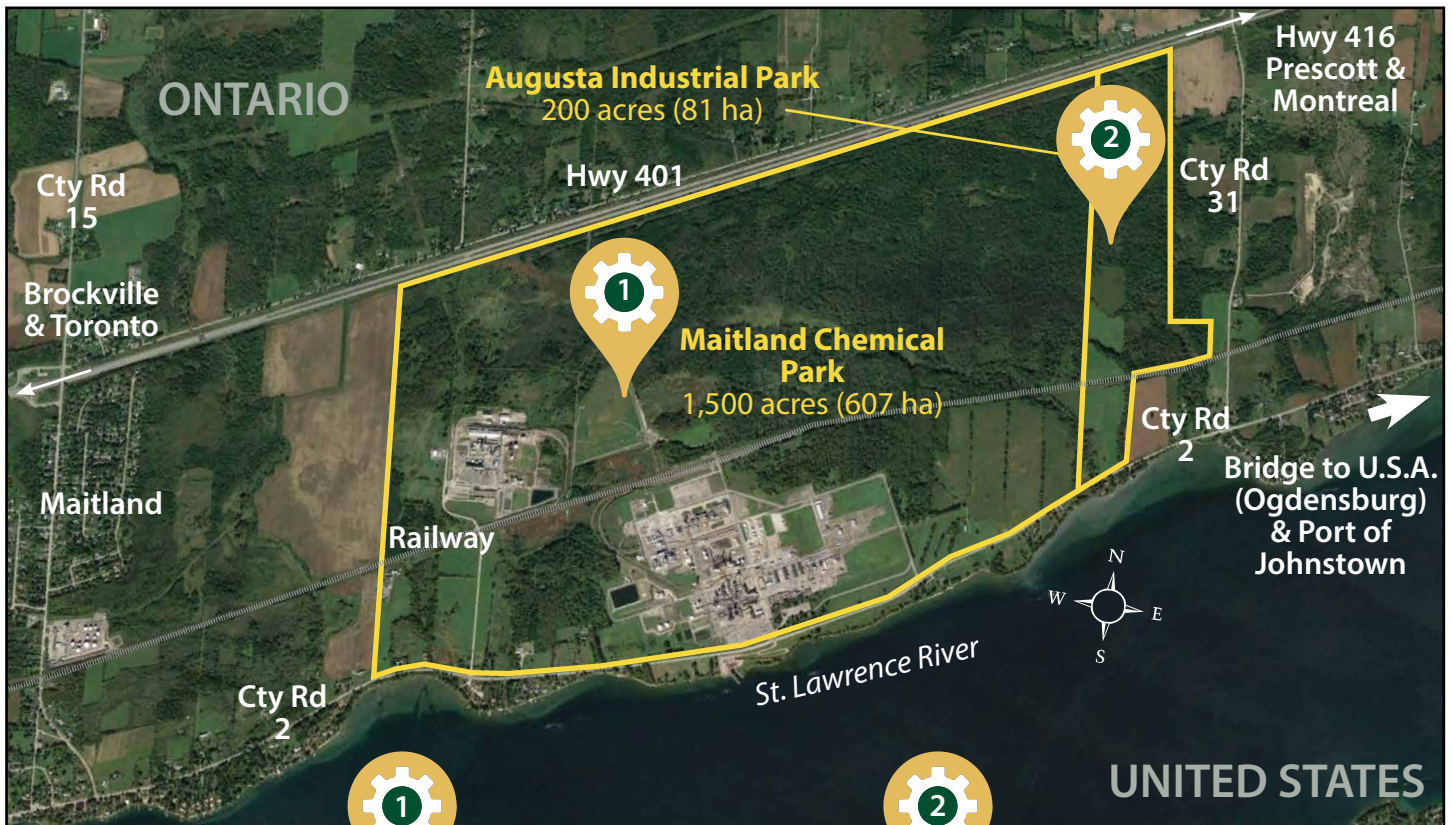 ONTARIO
Augusta Industrial Park
200 acres (81 ha)
Hwy 416
Prescott &
Montreal
2
Cty Rd
15
Hwy 401
Cty Rd
31
Brockville
& Toronto
1
Maitland Chemical
Park
1,500 acres (607 ha)
Cty Rd
2
Maitland
Railway
Bridge to U.S.A.
(Ogdensburg)
& Port of
Johnstown
N
W
E
S
St. Lawrence River
Cty Rd
2
UNITED STATES
1
2